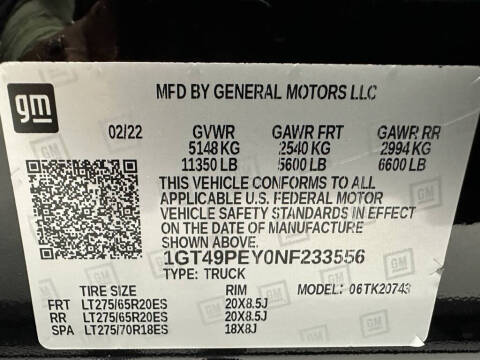 gm
MFD BY GENERAL MOTORS LLC
02/22 GVWR GAWR FRT GAWR RR
5148 KG 2540 KG 2994 KG
11350 LB 5600 LB 6600 LB
THIS VEHICLE CONFORMS TO ALL
APPLICABLE U.S. FEDERAL MOTOR
VEHICLE SAFETY STANDARDS IN EFFECT
ON THE DATE OF MANUFACTURE
SHOWN ABOVE.
1GT49PEY0NF233556
TYPE: TRUCK
TIRE SIZE RIM MODEL: 06TK20743
FRT LT275/65R20ES 20X8.5J
RR LT275/65R20ES 20X8.5J
SPA LT275/70R18ES 18X8J